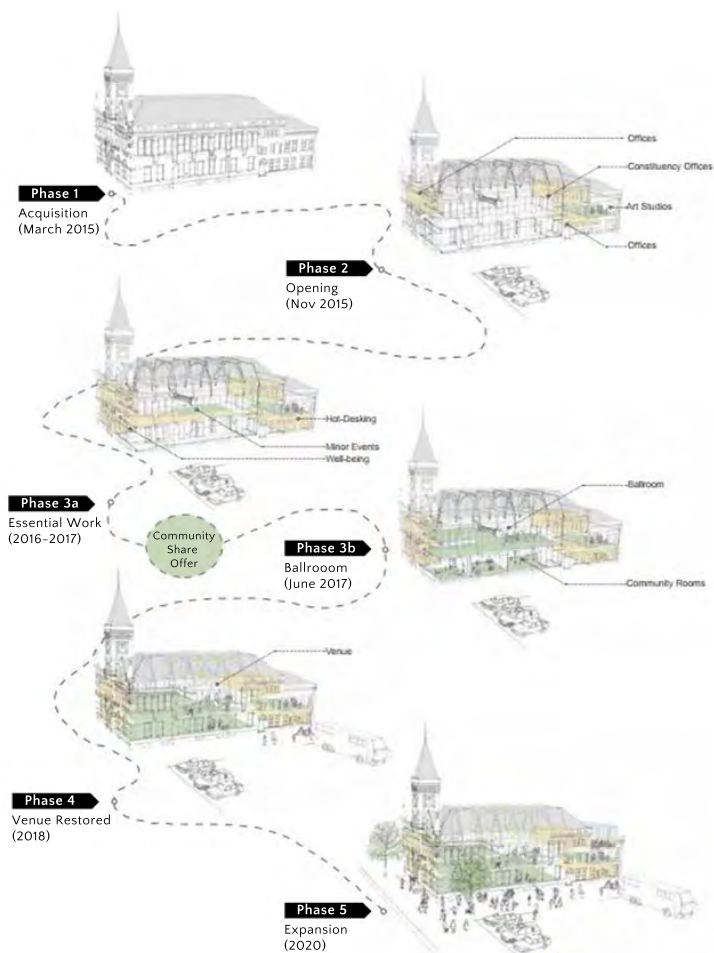 Phase 1
Acquisition
(March 2015)
Offices
Constituency Offices
Art Studios
Offices
Phase 2
Opening
(Nov 2015)
Hot-Desking
Minor Events
Well-being
Phase 3a
Essential Work
(2016-2017)
Community
Share
Offer
Phase 3b
Ballrooom
(June 2017)
Ballroom
Community Rooms
Venue
Phase 4
Venue Restored
(2018)
Phase 5
Expansion
(2020)